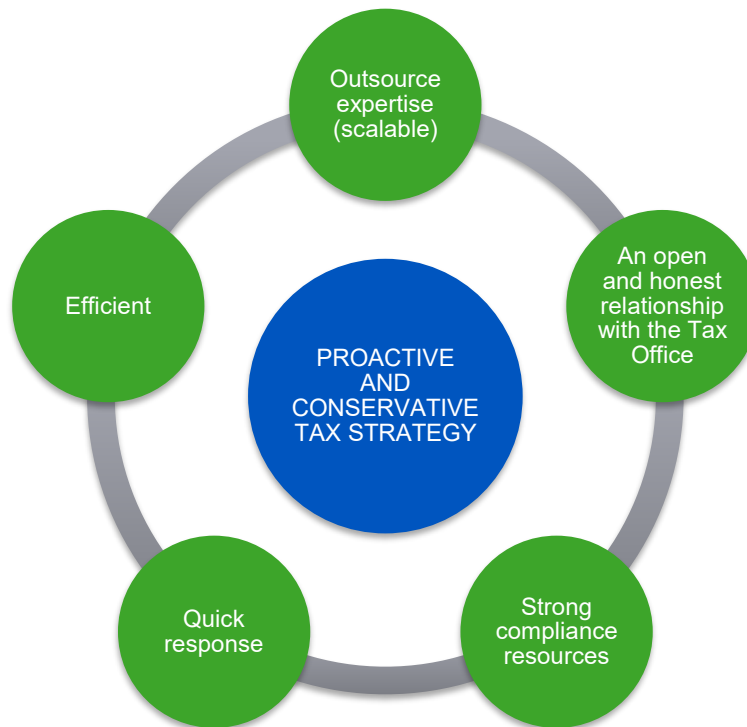 Outsource
expertise
(scalable)
An open
and honest
relationship
with the Tax
Office
Efficient
PROACTIVE
AND
CONSERVATIVE
TAX STRATEGY
Quick
response
Strong
compliance
resources